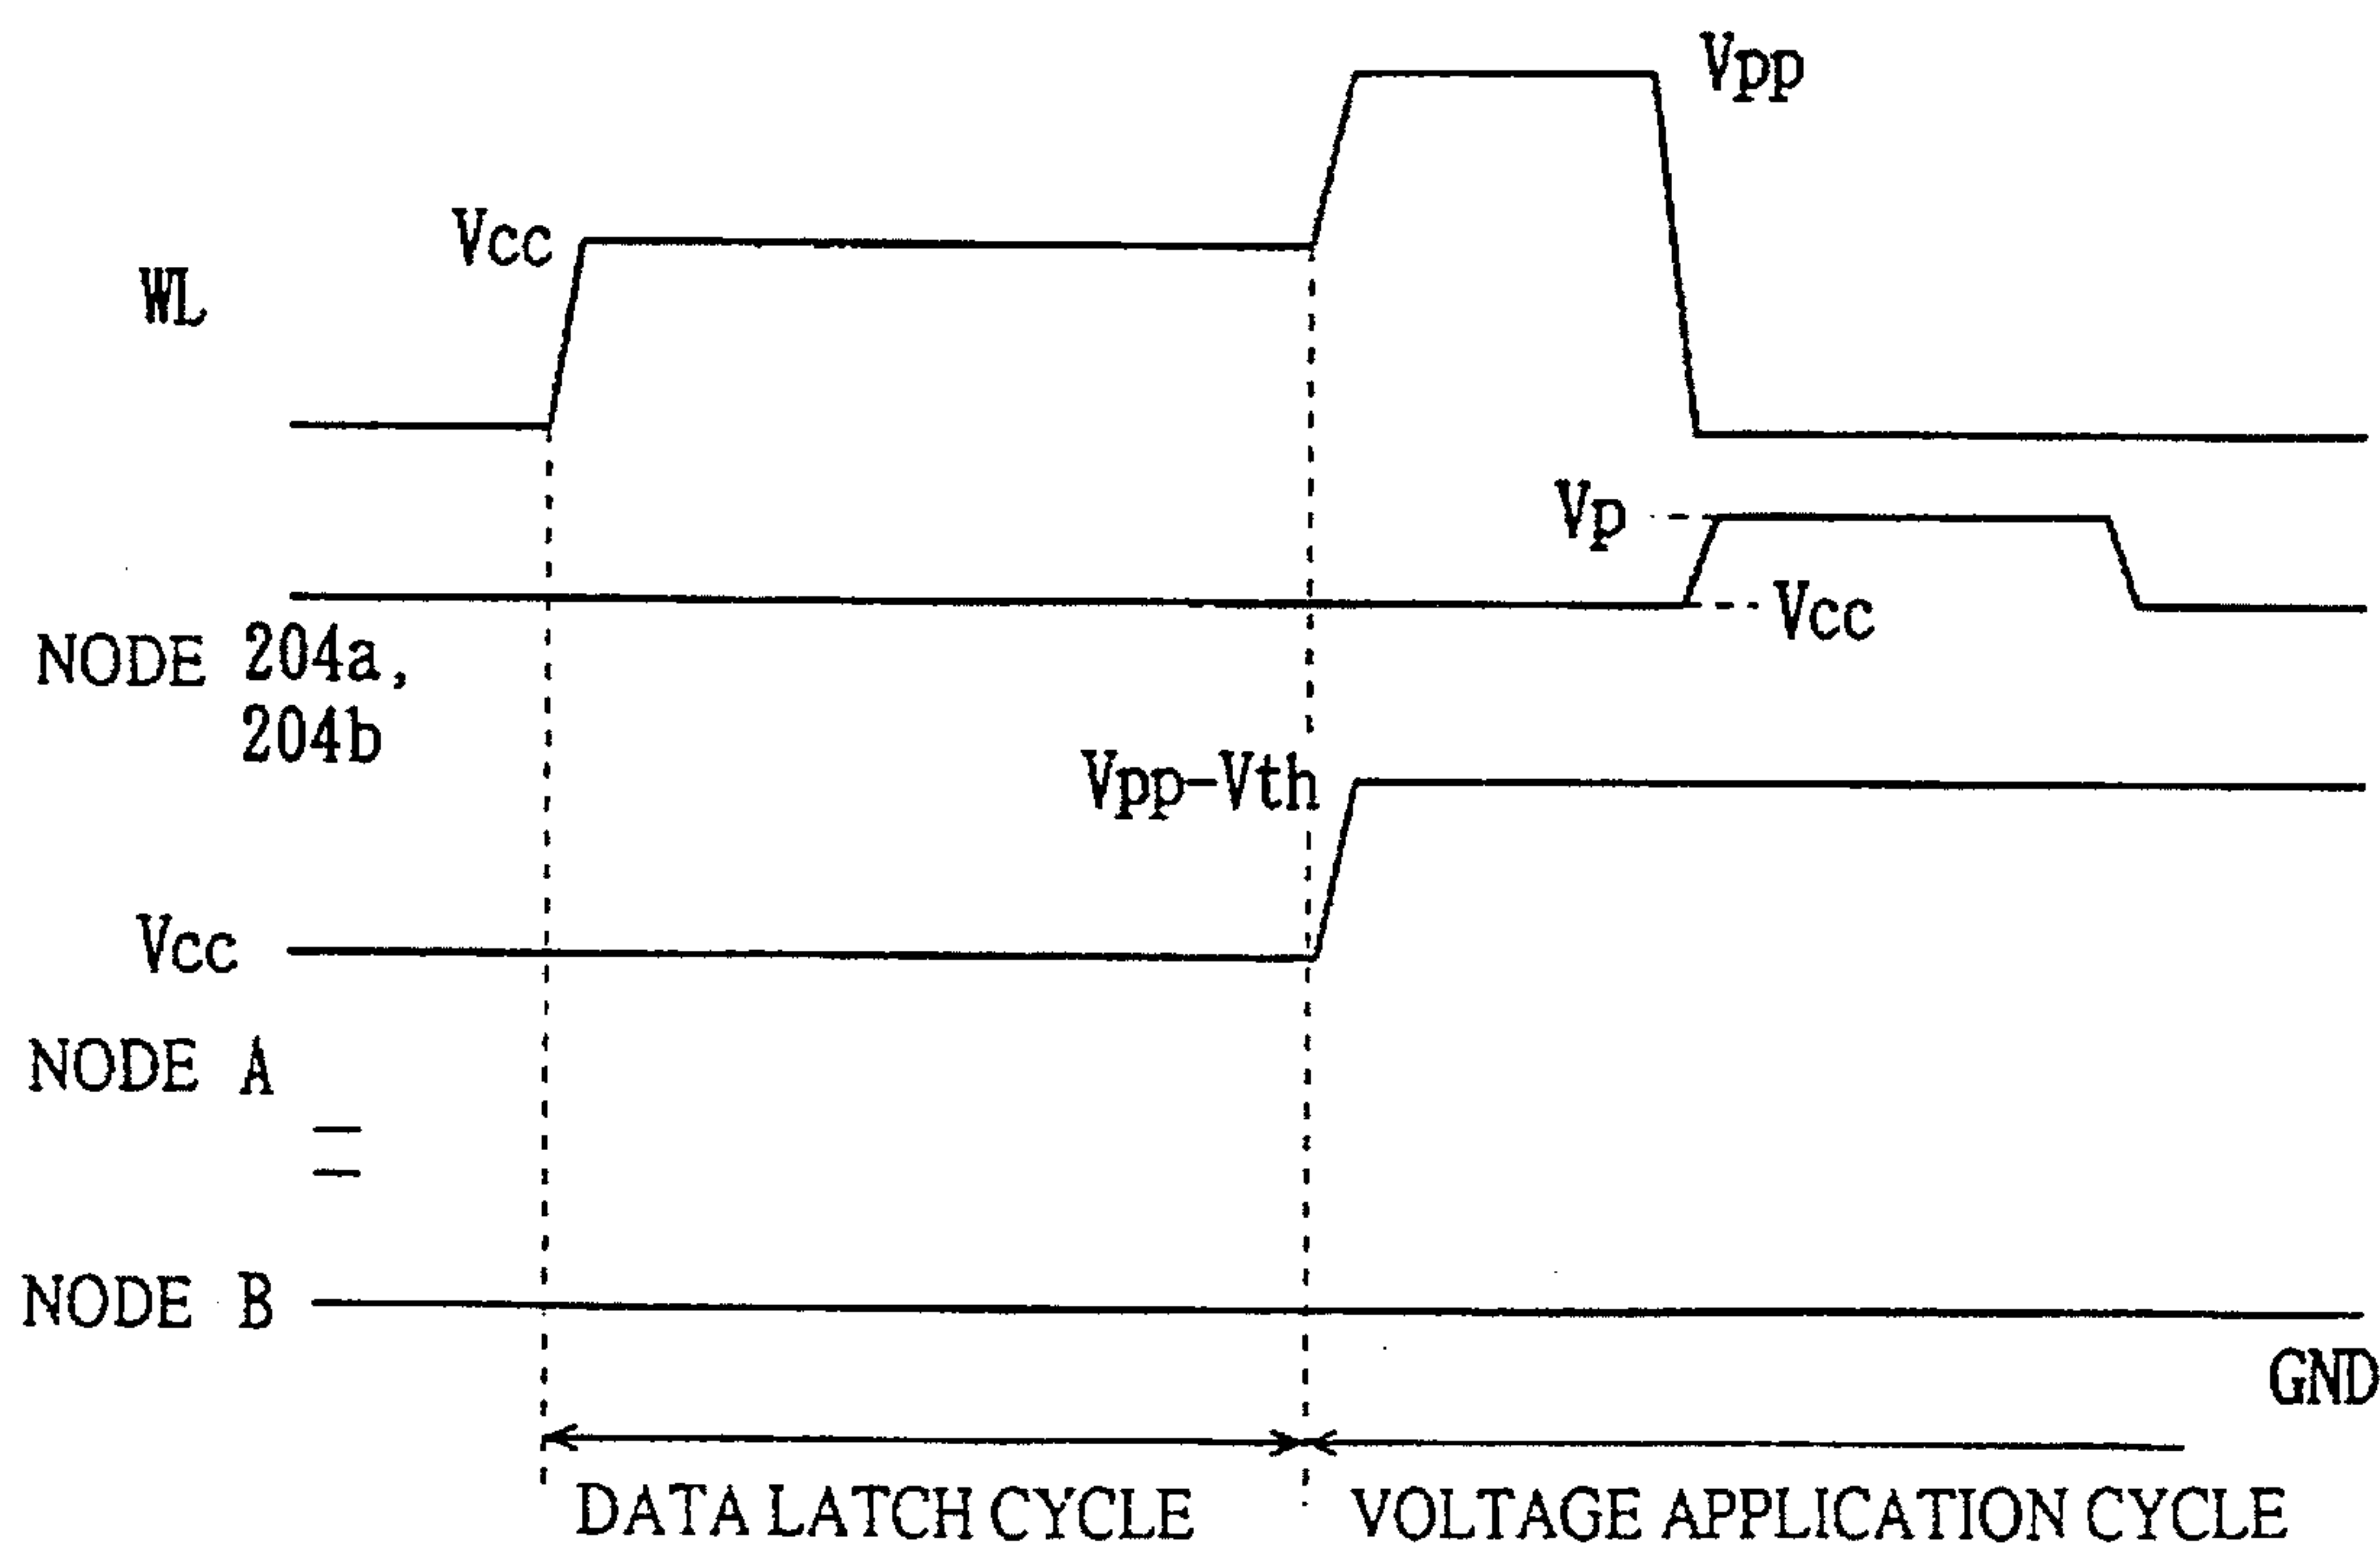 Vpp
Vcc
WL
Vp
Vcc
NODE 204a,
204b
Vpp-Vth
Vcc
NODE A
NODE B
GND
DATA LATCH CYCLE
VOLTAGE APPLICATION CYCLE